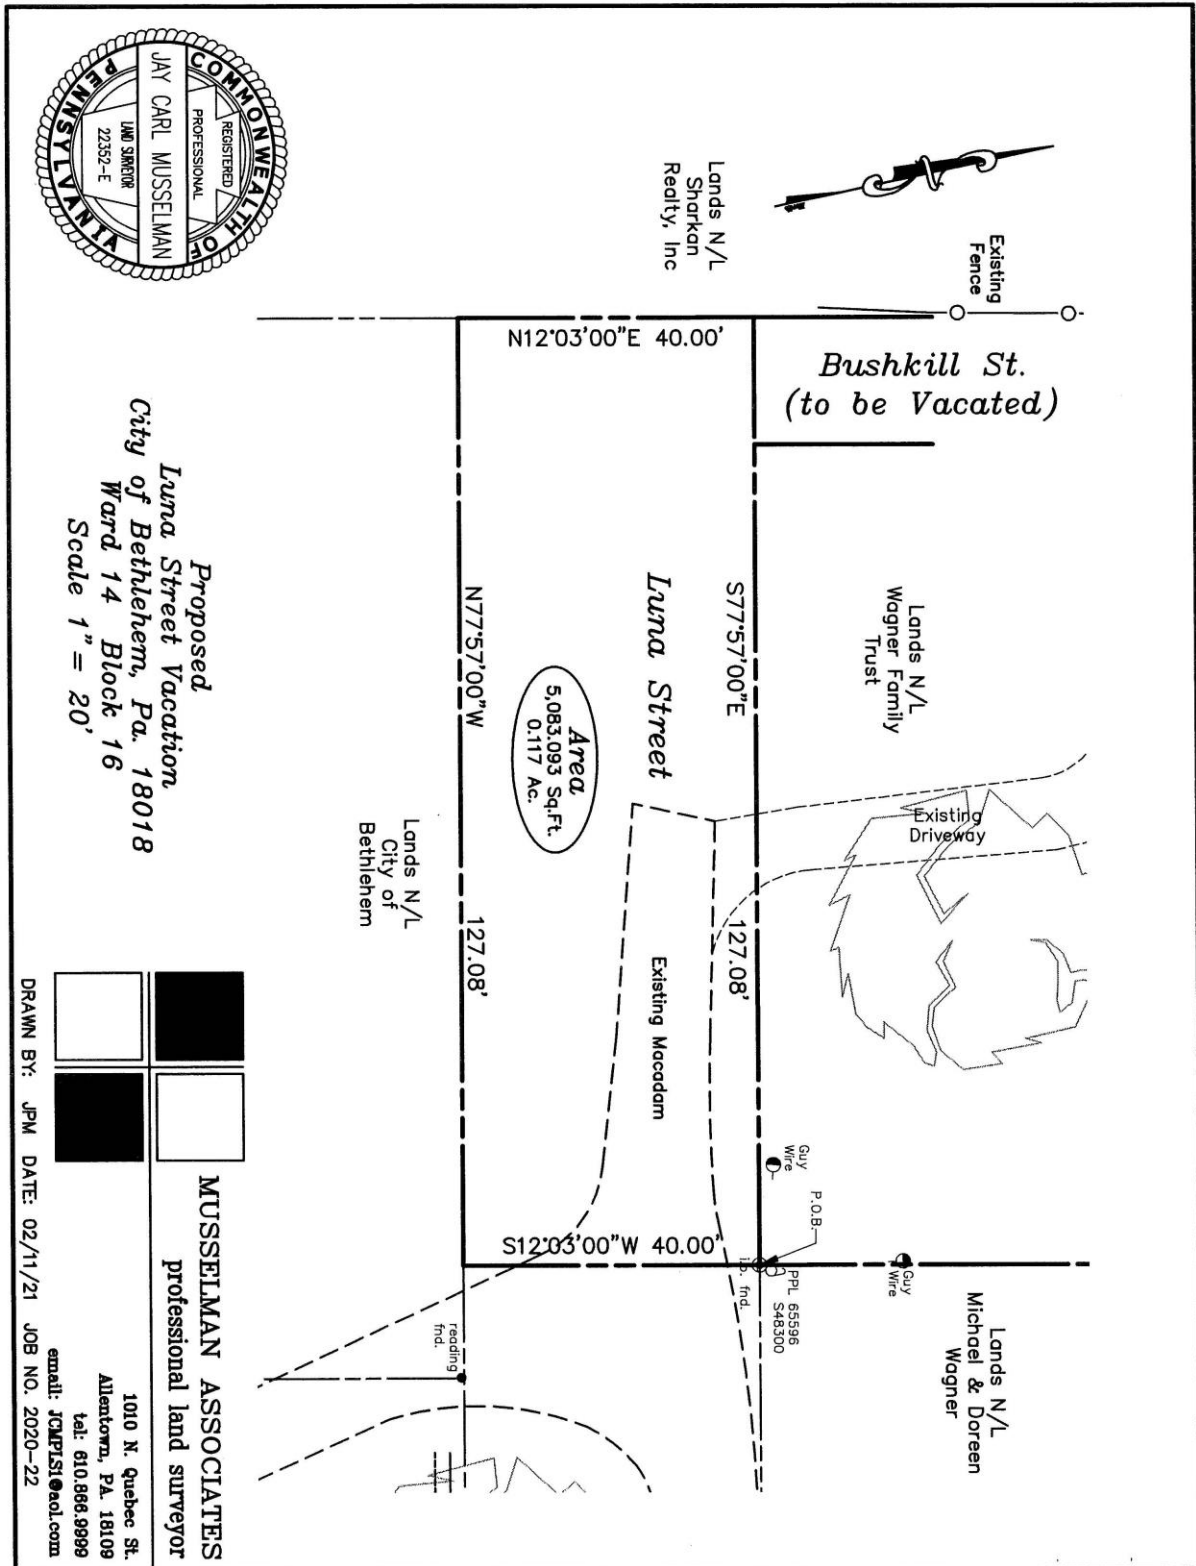 COMMONWEALTH OF
PENNSYLVANIA
REGISTERED
PROFESSIONAL
JAY CARL MUSSELMAN
LAND SURVEYOR
22352-E
Lands N/L
Sharkan
Realty, Inc
Existing
Fence
Bushkill St.
(to be Vacated)
N12°03'00"E 40.00'
Lands N/L
Wagner Family
Trust
S77°57'00"E
127.08'
Luna Street
Area
5,083.093 Sq.Ft.
0.117 Ac.
N77°57'00"W
127.08'
Existing
Driveway
Existing Macadam
Lands N/L
City of
Bethlehem
Guy
Wire
P.O.B.
S12°03'00"W 40.00'
i.p. fnd.
PPL 65596
S48300
Guy
Wire
Lands N/L
Michael & Doreen
Wagner
reading
fnd.
Proposed
Luna Street Vacation
City of Bethlehem, Pa. 18018
Ward 14 Block 16
Scale 1" = 20'
MUSSELMAN ASSOCIATES
professional land surveyor
1010 N. Quebec St.
Allentown, PA. 18109
tel: 610.866.9999
email: JCMPLS1@aol.com
DRAWN BY: JPM DATE: 02/11/21 JOB NO. 2020-22